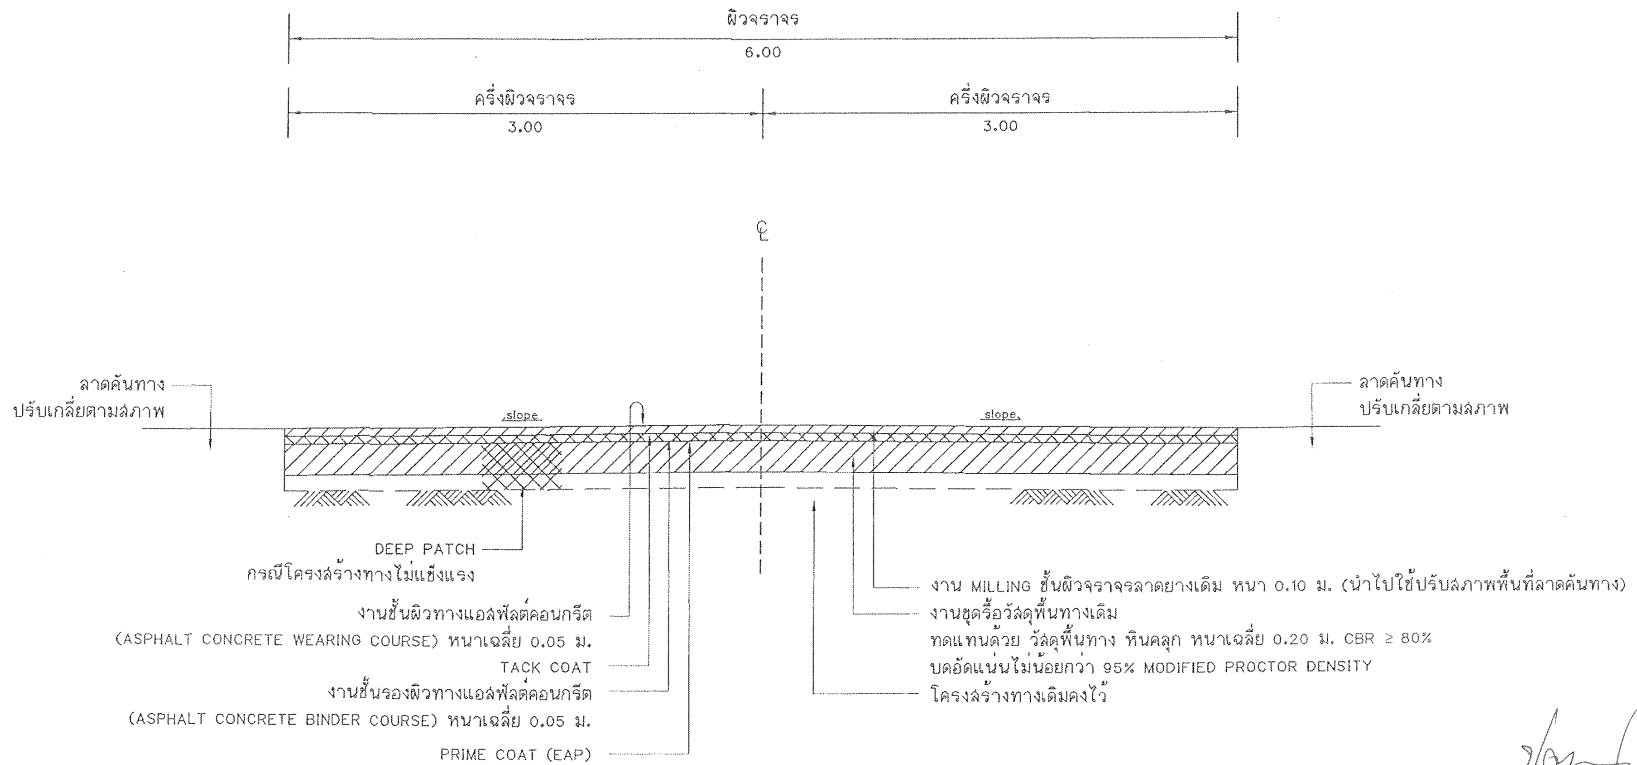 ผิวจราจร
6.00
ครึ่งผิวจราจร
3.00
ครึ่งผิวจราจร
3.00
℄
ลาดคันทาง
ปรับเกลี่ยตามสภาพ
slope
slope
ลาดคันทาง
ปรับเกลี่ยตามสภาพ
DEEP PATCH
กรณีโครงสร้างทางไม่แข็งแรง
งานชั้นผิวทางแอสฟัลต์คอนกรีต
(ASPHALT CONCRETE WEARING COURSE) หนาเฉลี่ย 0.05 ม.
TACK COAT
งานชั้นรองผิวทางแอสฟัลต์คอนกรีต
(ASPHALT CONCRETE BINDER COURSE) หนาเฉลี่ย 0.05 ม.
PRIME COAT (EAP)
งาน MILLING ชั้นผิวจราจรลาดยางเดิม หนา 0.10 ม. (นำไปใช้ปรับสภาพพื้นที่ลาดคันทาง)
งานขุดรื้อวัสดุพื้นทางเดิม
ทดแทนด้วย วัสดุพื้นทาง หินคลุก หนาเฉลี่ย 0.20 ม. CBR ≥ 80%
บดอัดแน่นไม่น้อยกว่า 95% MODIFIED PROCTOR DENSITY
โครงสร้างทางเดิมคงไว้